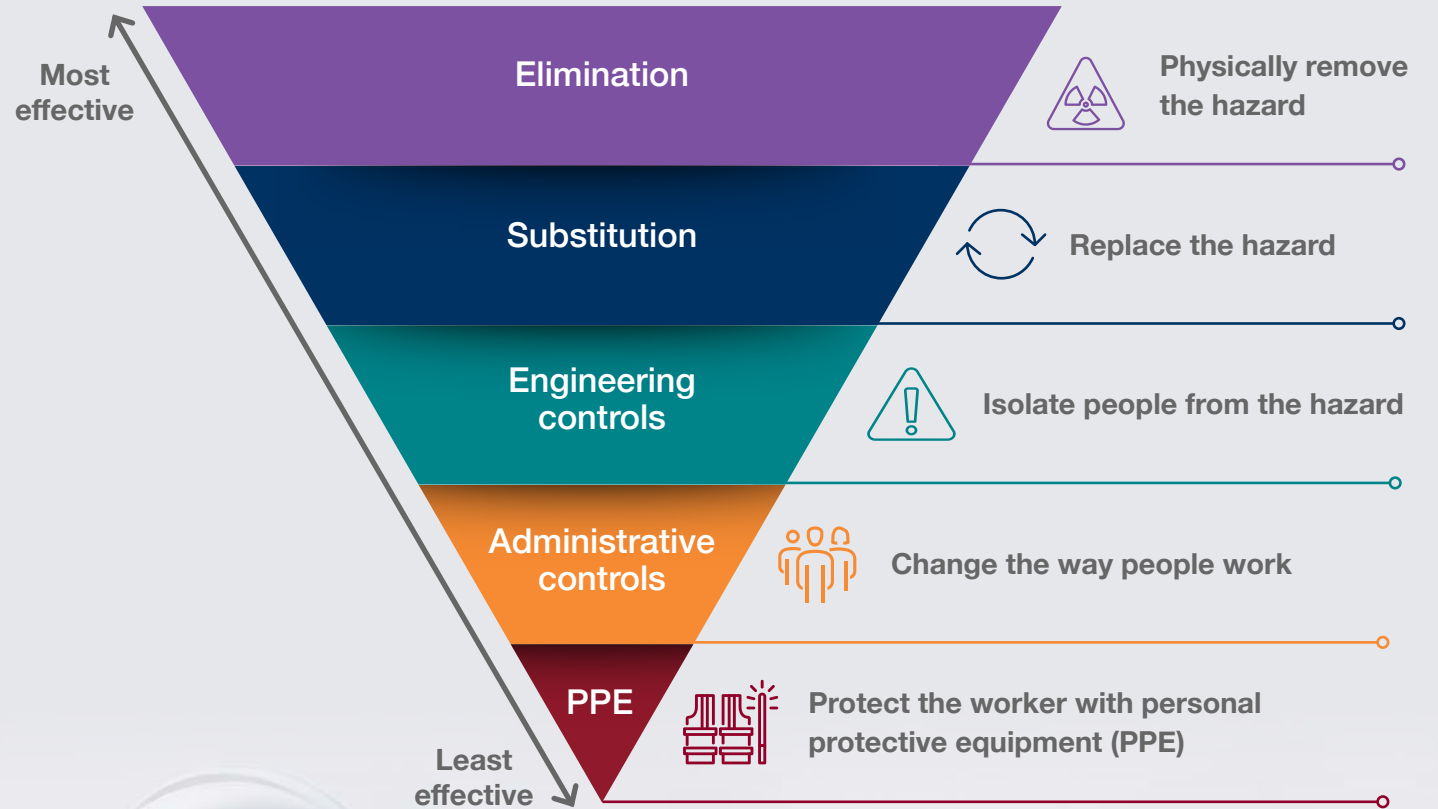 Most
effective
Elimination
Physically remove
the hazard
Substitution
Replace the hazard
Engineering
controls
Isolate people from the hazard
Administrative
controls
Change the way people work
PPE
Protect the worker with personal
protective equipment (PPE)
Least
effective